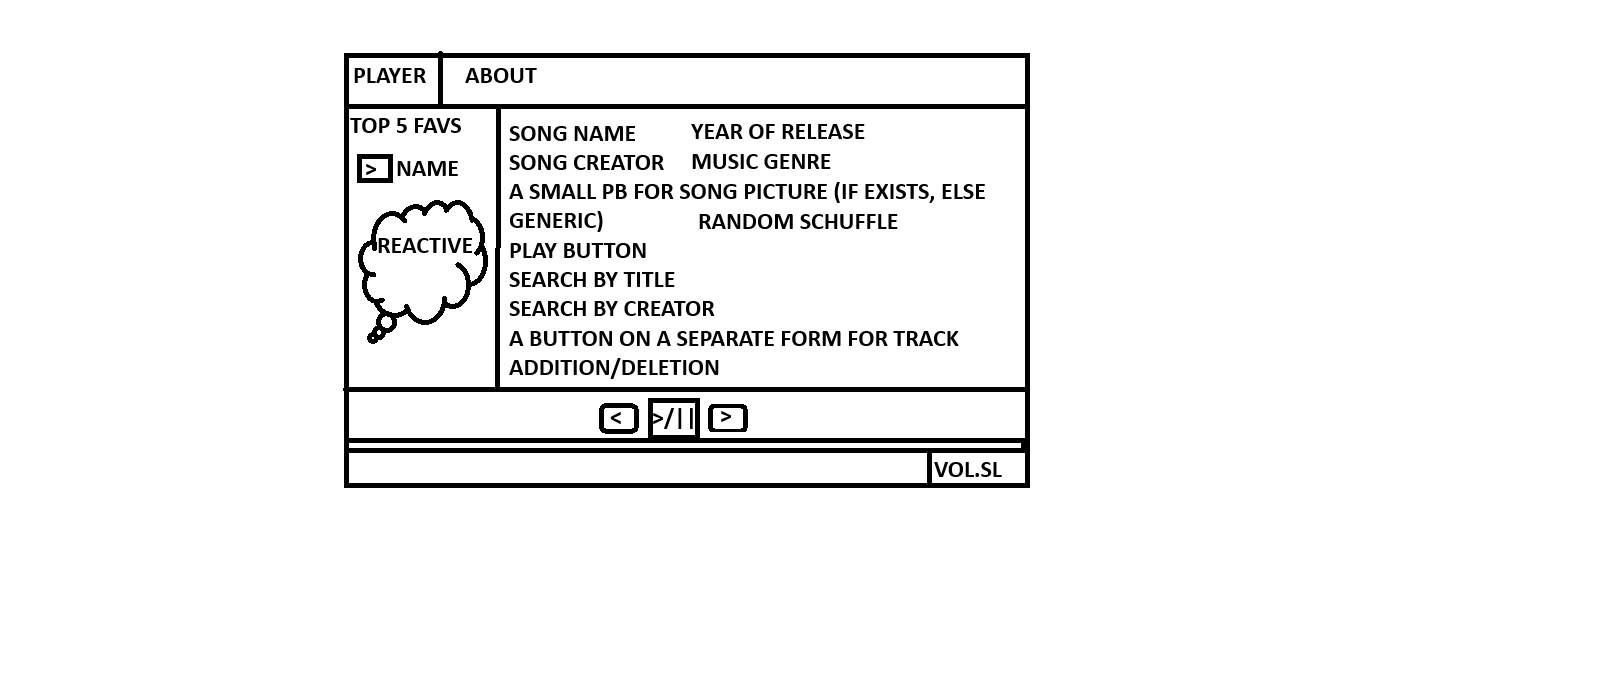 PLAYER ABOUT
TOP 5 FAVS
> NAME
REACTIVE
SONG NAME YEAR OF RELEASE
SONG CREATOR MUSIC GENRE
A SMALL PB FOR SONG PICTURE (IF EXISTS, ELSE
GENERIC) RANDOM SCHUFFLE
PLAY BUTTON
SEARCH BY TITLE
SEARCH BY CREATOR
A BUTTON ON A SEPARATE FORM FOR TRACK
ADDITION/DELETION
< >/|| >
VOL.SL